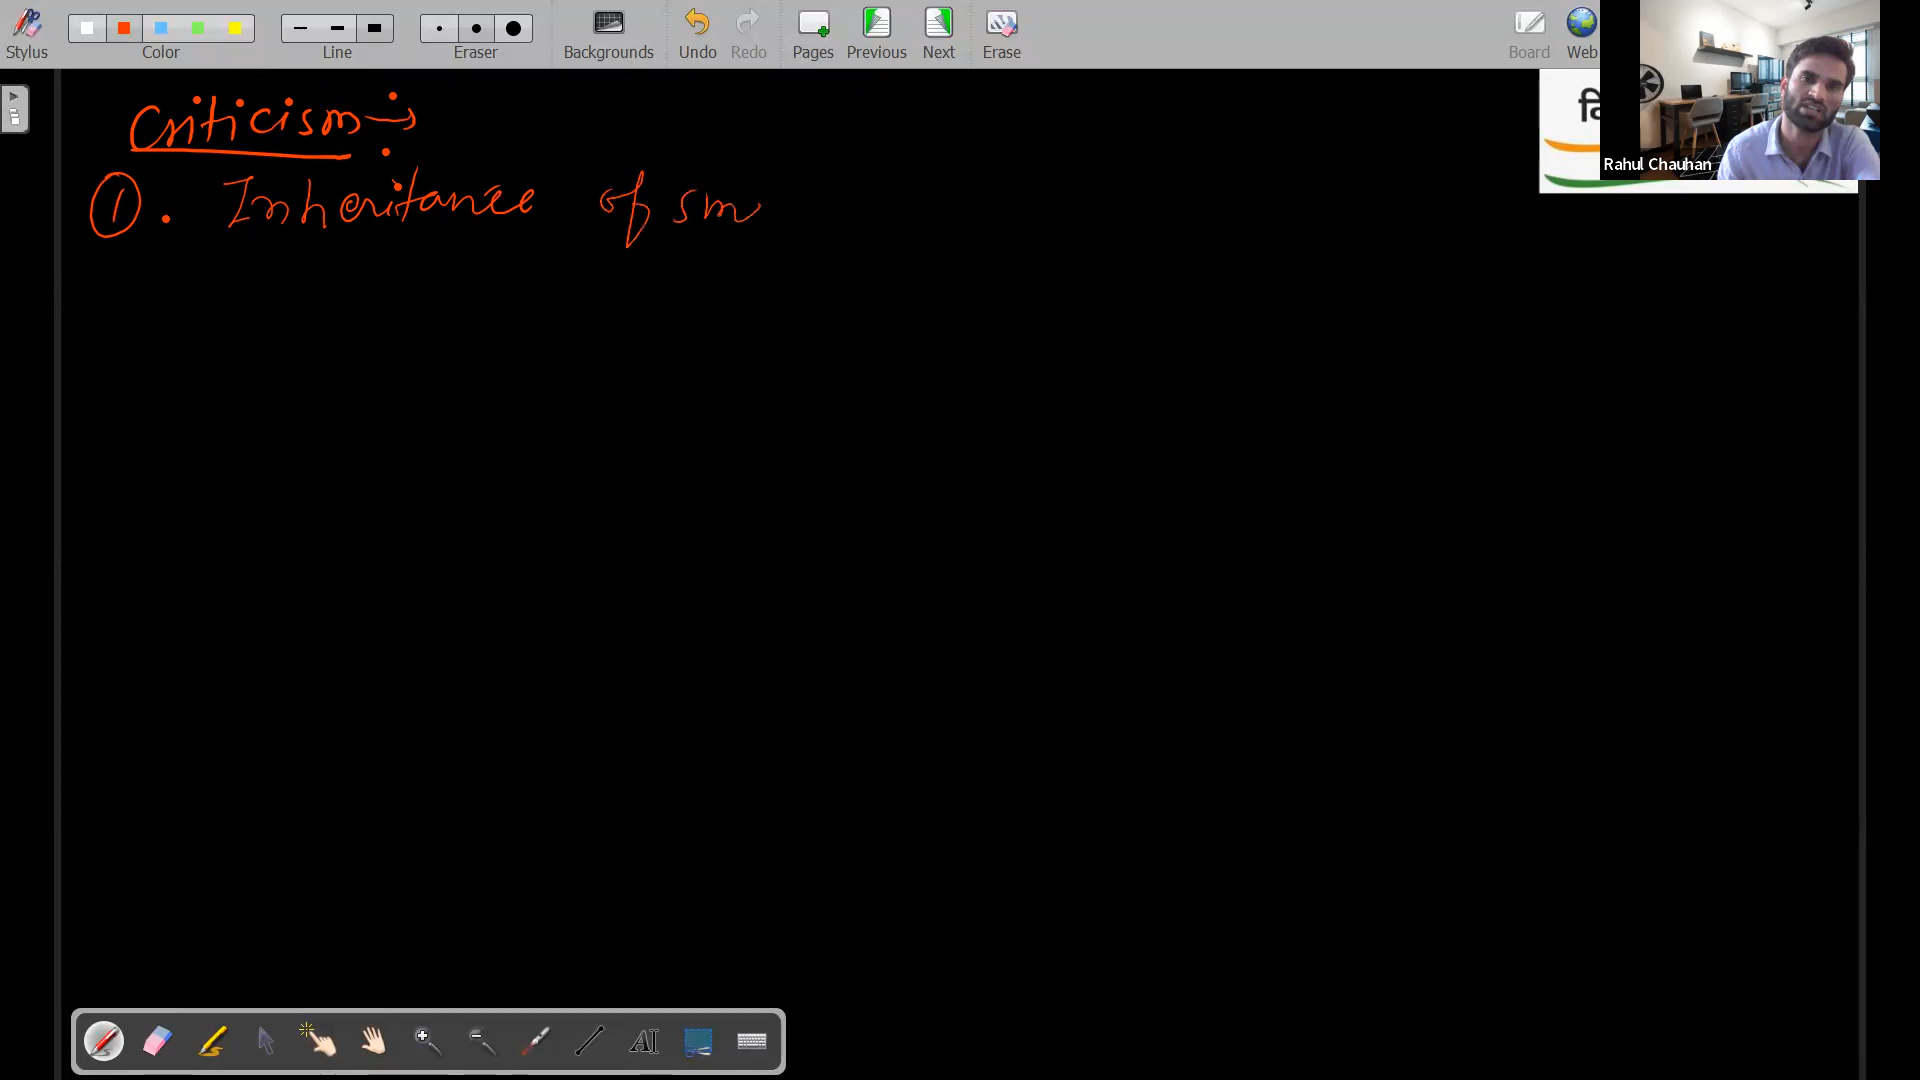 Stylus Color Line Eraser Backgrounds Undo Redo Pages Previous Next Erase Board Web
Rahul Chauhan
Criticism →
① . Inheritance of sm